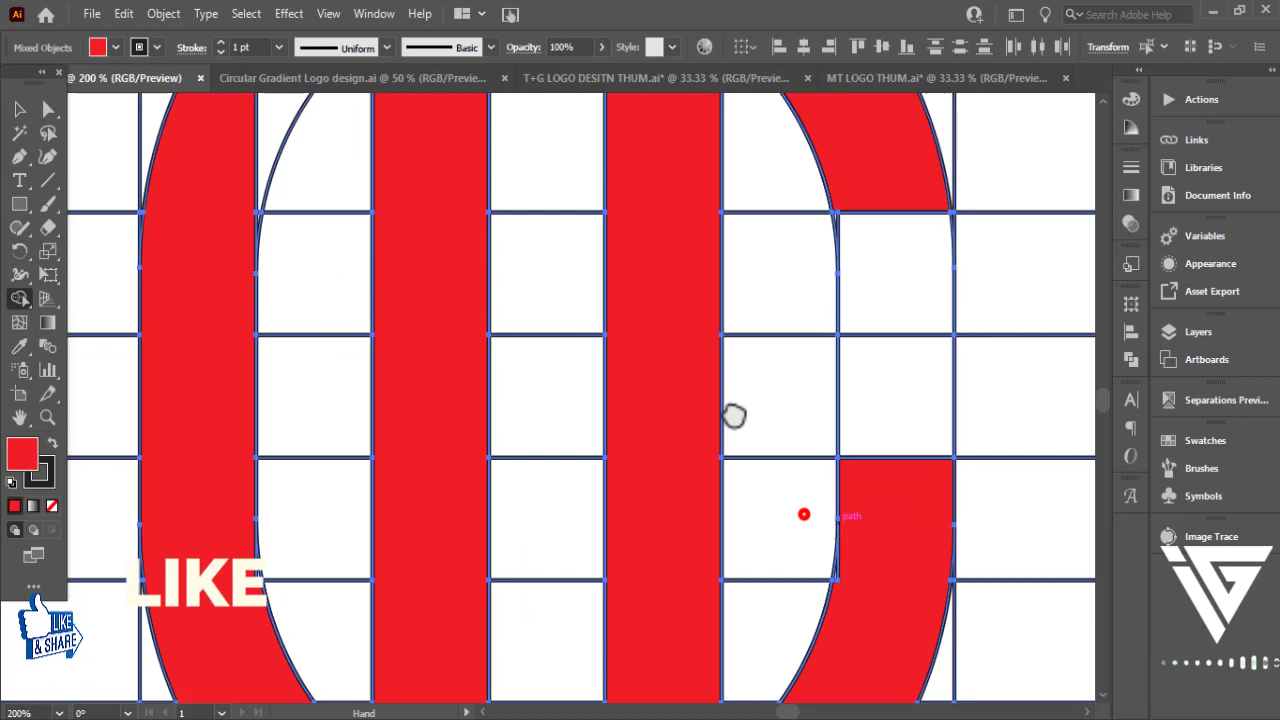 Ai File Edit Object Type Select Effect View Window Help Search Adobe Help
Mixed Objects Stroke: 1 pt Uniform Basic Opacity: 100% Style: Transform
@ 200 % (RGB/Preview) × Circular Gradient Logo design.ai @ 50 % (RGB/Previe... × T+G LOGO DESITN THUM.ai* @ 33.33 % (RGB/Preview... × MT LOGO THUM.ai* @ 33.33 % (RGB/Preview... ×
Actions
Links
Libraries
Document Info
Variables
Appearance
Asset Export
Layers
Artboards
Separations Previ...
Swatches
Brushes
Symbols
Image Trace
path
LIKE
LIKE
& SHARE
200% 0° 1 Hand